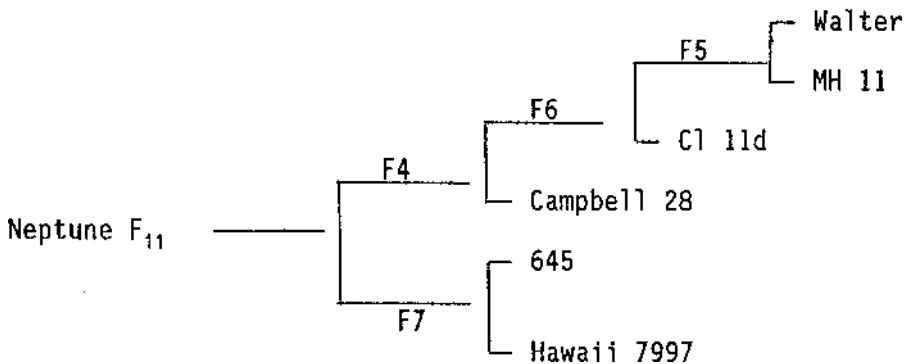 Walter
F5
MH 11
F6
Cl 11d
F4
Campbell 28
Neptune F₁₁
645
F7
Hawaii 7997